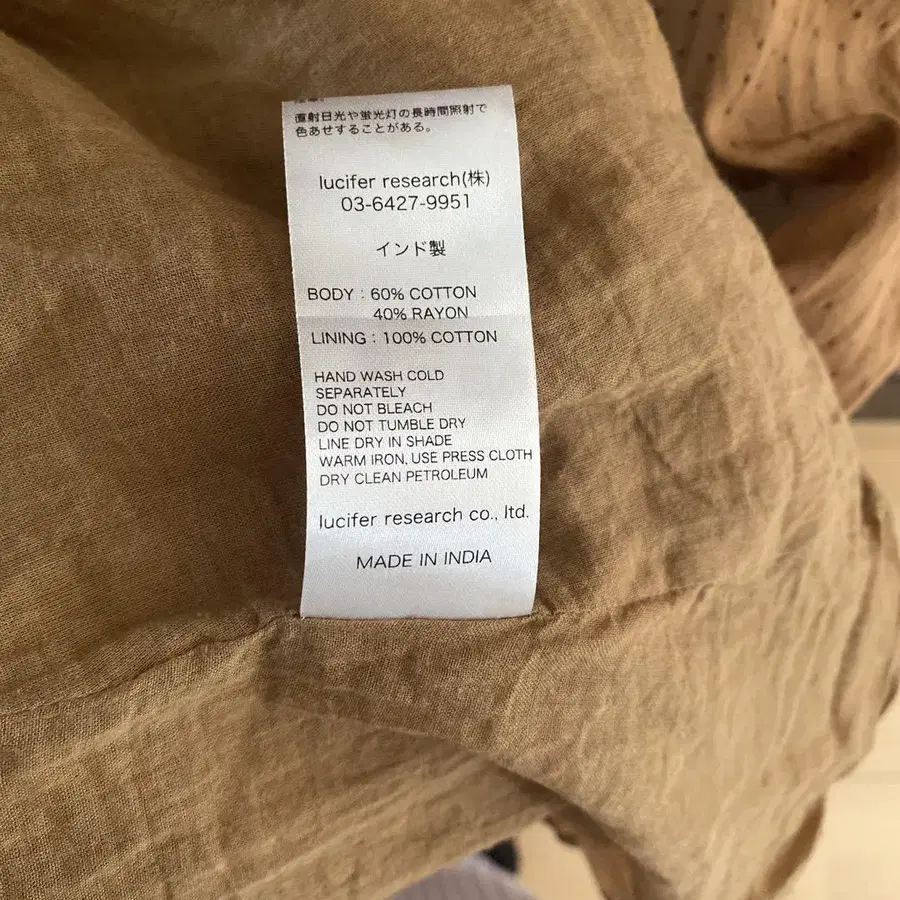 直射日光や蛍光灯の長時間照射で
色あせすることがある。
lucifer research(株)
03-6427-9951
インド製
BODY : 60% COTTON
40% RAYON
LINING : 100% COTTON
HAND WASH COLD
SEPARATELY
DO NOT BLEACH
DO NOT TUMBLE DRY
LINE DRY IN SHADE
WARM IRON, USE PRESS CLOTH
DRY CLEAN PETROLEUM
lucifer research co., ltd.
MADE IN INDIA